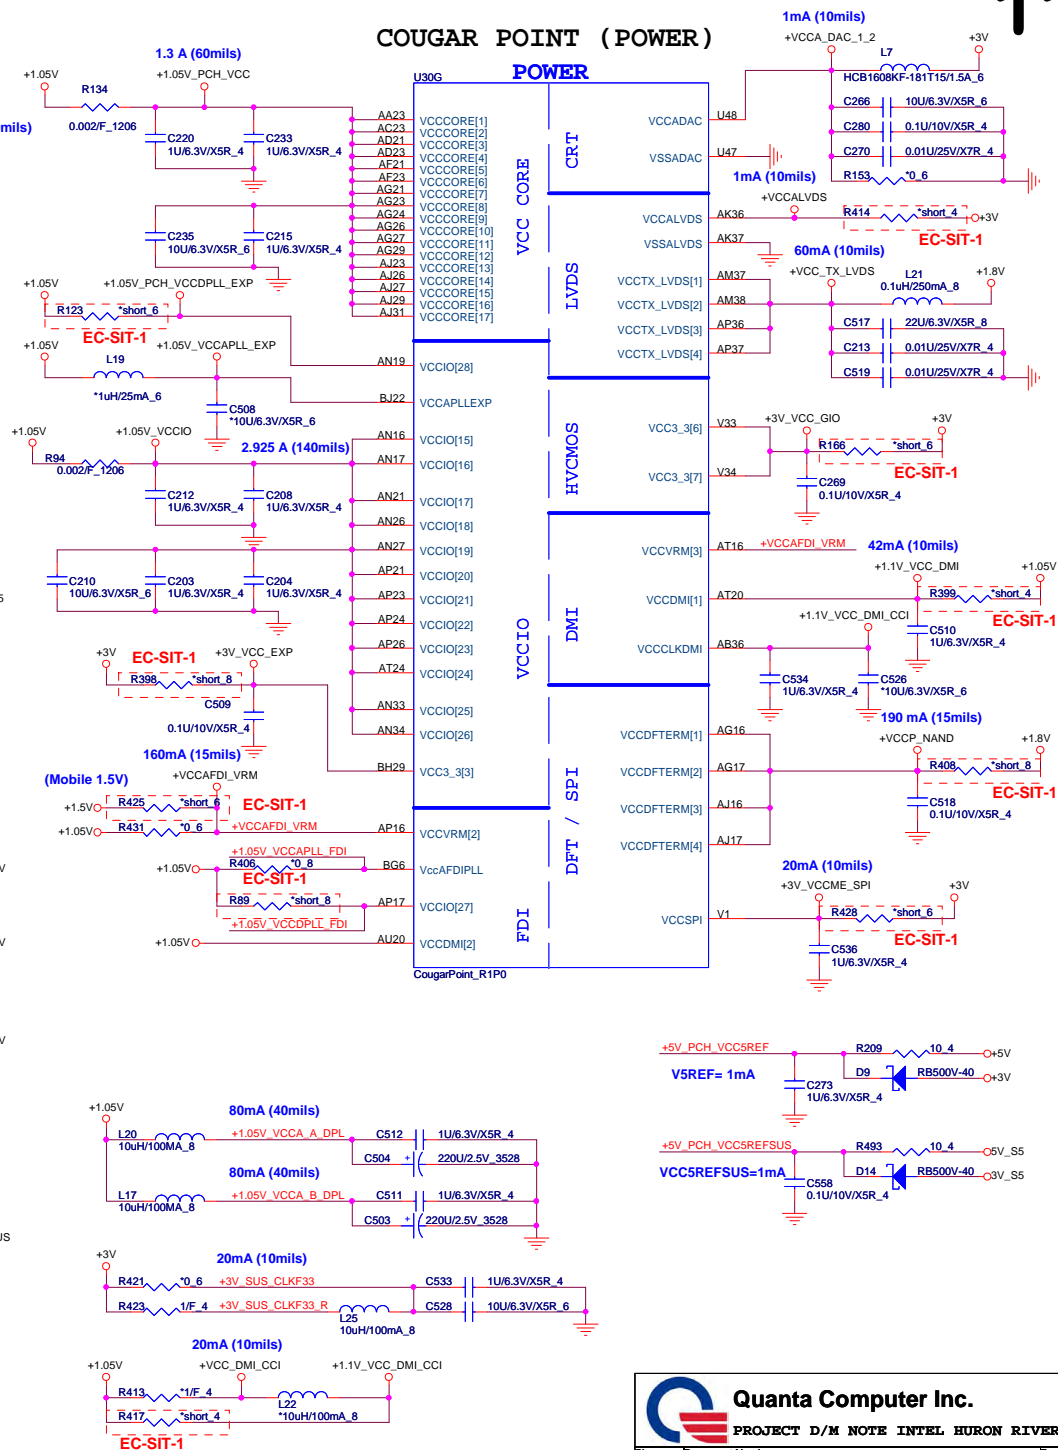 COUGAR POINT (POWER)
POWER
U30G
1.3 A (60mils)
+1.05V
+1.05V_PCH_VCC
R134
0.002/F_1206
mils)
C220
1U/6.3V/X5R_4
C233
1U/6.3V/X5R_4
C235
10U/6.3V/X5R_6
C215
1U/6.3V/X5R_4
AA23 VCCCORE[1]
AC23 VCCCORE[2]
AD21 VCCCORE[3]
AD23 VCCCORE[4]
AF21 VCCCORE[5]
AF23 VCCCORE[6]
AG21 VCCCORE[7]
AG23 VCCCORE[8]
AG24 VCCCORE[9]
AG26 VCCCORE[10]
AG27 VCCCORE[11]
AG29 VCCCORE[12]
AJ23 VCCCORE[13]
AJ26 VCCCORE[14]
AJ27 VCCCORE[15]
AJ29 VCCCORE[16]
AJ31 VCCCORE[17]
VCC CORE
CRT
LVDS
HVCMOS
DMI
VCCIO
DFT / SPI
FDI
+1.05V
+1.05V_PCH_VCCDPLL_EXP
R123
*short_6
EC-SIT-1
AN19 VCCIO[28]
+1.05V
+1.05V_VCCAPLL_EXP
L19
*1uH/25mA_6
C508
*10U/6.3V/X5R_6
BJ22 VCCAPLLEXP
+1.05V
+1.05V_VCCIO
2.925 A (140mils)
R94
0.002/F_1206
C212
1U/6.3V/X5R_4
C208
1U/6.3V/X5R_4
C210
10U/6.3V/X5R_6
C203
1U/6.3V/X5R_4
C204
1U/6.3V/X5R_4
AN16 VCCIO[15]
AN17 VCCIO[16]
AN21 VCCIO[17]
AN26 VCCIO[18]
AN27 VCCIO[19]
AP21 VCCIO[20]
AP23 VCCIO[21]
AP24 VCCIO[22]
AP26 VCCIO[23]
AT24 VCCIO[24]
AN33 VCCIO[25]
AN34 VCCIO[26]
EC-SIT-1
+3V
+3V_VCC_EXP
R398
*short_8
C509
0.1U/10V/X5R_4
BH29 VCC3_3[3]
160mA (15mils)
(Mobile 1.5V)
+VCCAFDI_VRM
+1.5V
R425
*short_6
EC-SIT-1
+1.05V
R431
*0_6
+VCCAFDI_VRM
AP16 VCCVRM[2]
+1.05V_VCCAPLL_FDI
+1.05V
R406
*0_8
BG6 VccAFDIPLL
EC-SIT-1
R89
*short_8
+1.05V_VCCDPLL_FDI
AP17 VCCIO[27]
+1.05V
AU20 VCCDMI[2]
CougarPoint_R1P0
1mA (10mils)
+VCCA_DAC_1_2
L7
+3V
HCB1608KF-181T15/1.5A_6
C266 10U/6.3V/X5R_6
C280 0.1U/10V/X5R_4
C270 0.01U/25V/X7R_4
R153 *0_6
VCCADAC U48
VSSADAC U47
1mA (10mils)
+VCCALVDS
R414
*short_4
+3V
EC-SIT-1
VCCALVDS AK36
VSSALVDS AK37
60mA (10mils)
+VCC_TX_LVDS
L21
0.1uH/250mA_8
+1.8V
C517 22U/6.3V/X5R_8
C213 0.01U/25V/X7R_4
C519 0.01U/25V/X7R_4
VCCTX_LVDS[1] AM37
VCCTX_LVDS[2] AM38
VCCTX_LVDS[3] AP36
VCCTX_LVDS[4] AP37
+3V_VCC_GIO
+3V
R166
*short_6
EC-SIT-1
C269
0.1U/10V/X5R_4
VCC3_3[6] V33
VCC3_3[7] V34
VCCVRM[3] AT16 +VCCAFDI_VRM
42mA (10mils)
+1.1V_VCC_DMI
+1.05V
R399
*short_4
EC-SIT-1
C510
1U/6.3V/X5R_4
VCCDMI[1] AT20
+1.1V_VCC_DMI_CCI
VCCCLKDMI AB36
C534
1U/6.3V/X5R_4
C526
*10U/6.3V/X5R_6
190 mA (15mils)
+VCCP_NAND
+1.8V
R408
*short_8
EC-SIT-1
C518
0.1U/10V/X5R_4
VCCDFTERM[1] AG16
VCCDFTERM[2] AG17
VCCDFTERM[3] AJ16
VCCDFTERM[4] AJ17
20mA (10mils)
+3V_VCCME_SPI
+3V
R428
*short_6
EC-SIT-1
VCCSPI V1
C536
1U/6.3V/X5R_4
5
V
V
V
US
+5V_PCH_VCC5REF
V5REF= 1mA
R209 10_4 +5V
D9 RB500V-40 +3V
C273
1U/6.3V/X5R_4
+5V_PCH_VCC5REFSUS
VCC5REFSUS=1mA
R493 10_4 5V_S5
D14 RB500V-40 3V_S5
C558
0.1U/10V/X5R_4
+1.05V
80mA (40mils)
L20
10uH/100MA_8
+1.05V_VCCA_A_DPL
C512 1U/6.3V/X5R_4
C504 + 220U/2.5V_3528
80mA (40mils)
L17
10uH/100MA_8
+1.05V_VCCA_B_DPL
C511 1U/6.3V/X5R_4
C503 + 220U/2.5V_3528
+3V
20mA (10mils)
R421 *0_6 +3V_SUS_CLKF33
C533 1U/6.3V/X5R_4
R423 1/F_4 +3V_SUS_CLKF33_R
L25
10uH/100mA_8
C528 10U/6.3V/X5R_6
20mA (10mils)
+1.05V
+VCC_DMI_CCI
+1.1V_VCC_DMI_CCI
R413 *1/F_4
L22
*10uH/100mA_8
R417 *short_4
EC-SIT-1
Quanta Computer Inc.
PROJECT D/M NOTE INTEL HURON RIVER